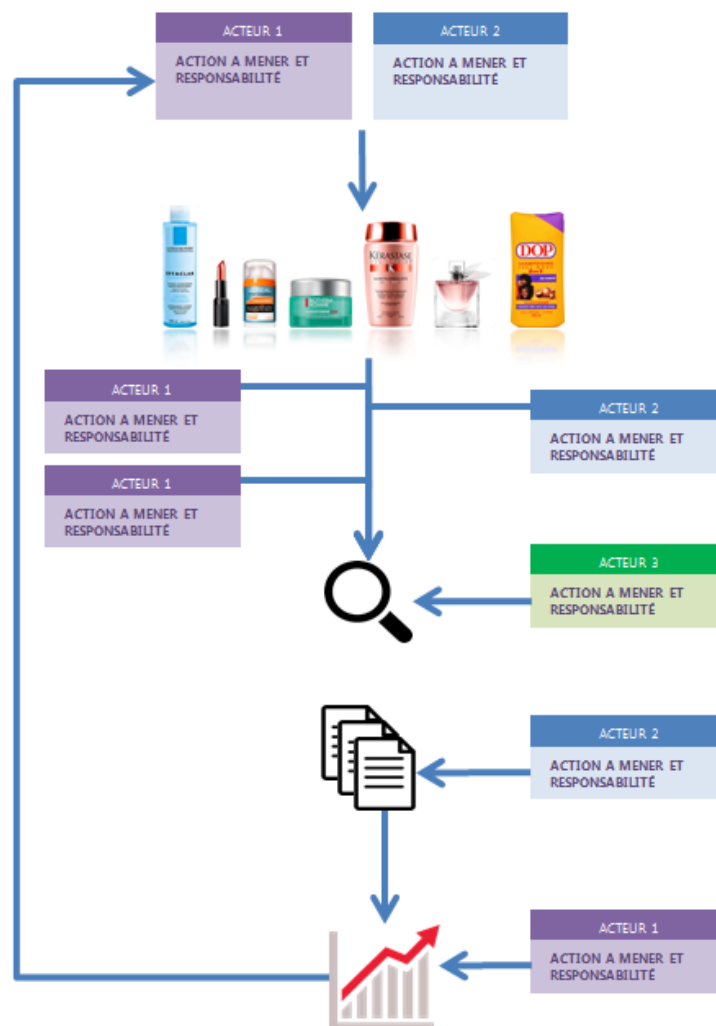 ACTEUR 1
ACTION A MENER ET
RESPONSABILITÉ
ACTEUR 2
ACTION A MENER ET
RESPONSABILITÉ
EFFACLAR
KÉRASTASE
DOP
ACTEUR 1
ACTION A MENER ET
RESPONSABILITÉ
ACTEUR 2
ACTION A MENER ET
RESPONSABILITÉ
ACTEUR 1
ACTION A MENER ET
RESPONSABILITÉ
ACTEUR 3
ACTION A MENER ET
RESPONSABILITÉ
ACTEUR 2
ACTION A MENER ET
RESPONSABILITÉ
ACTEUR 1
ACTION A MENER ET
RESPONSABILITÉ